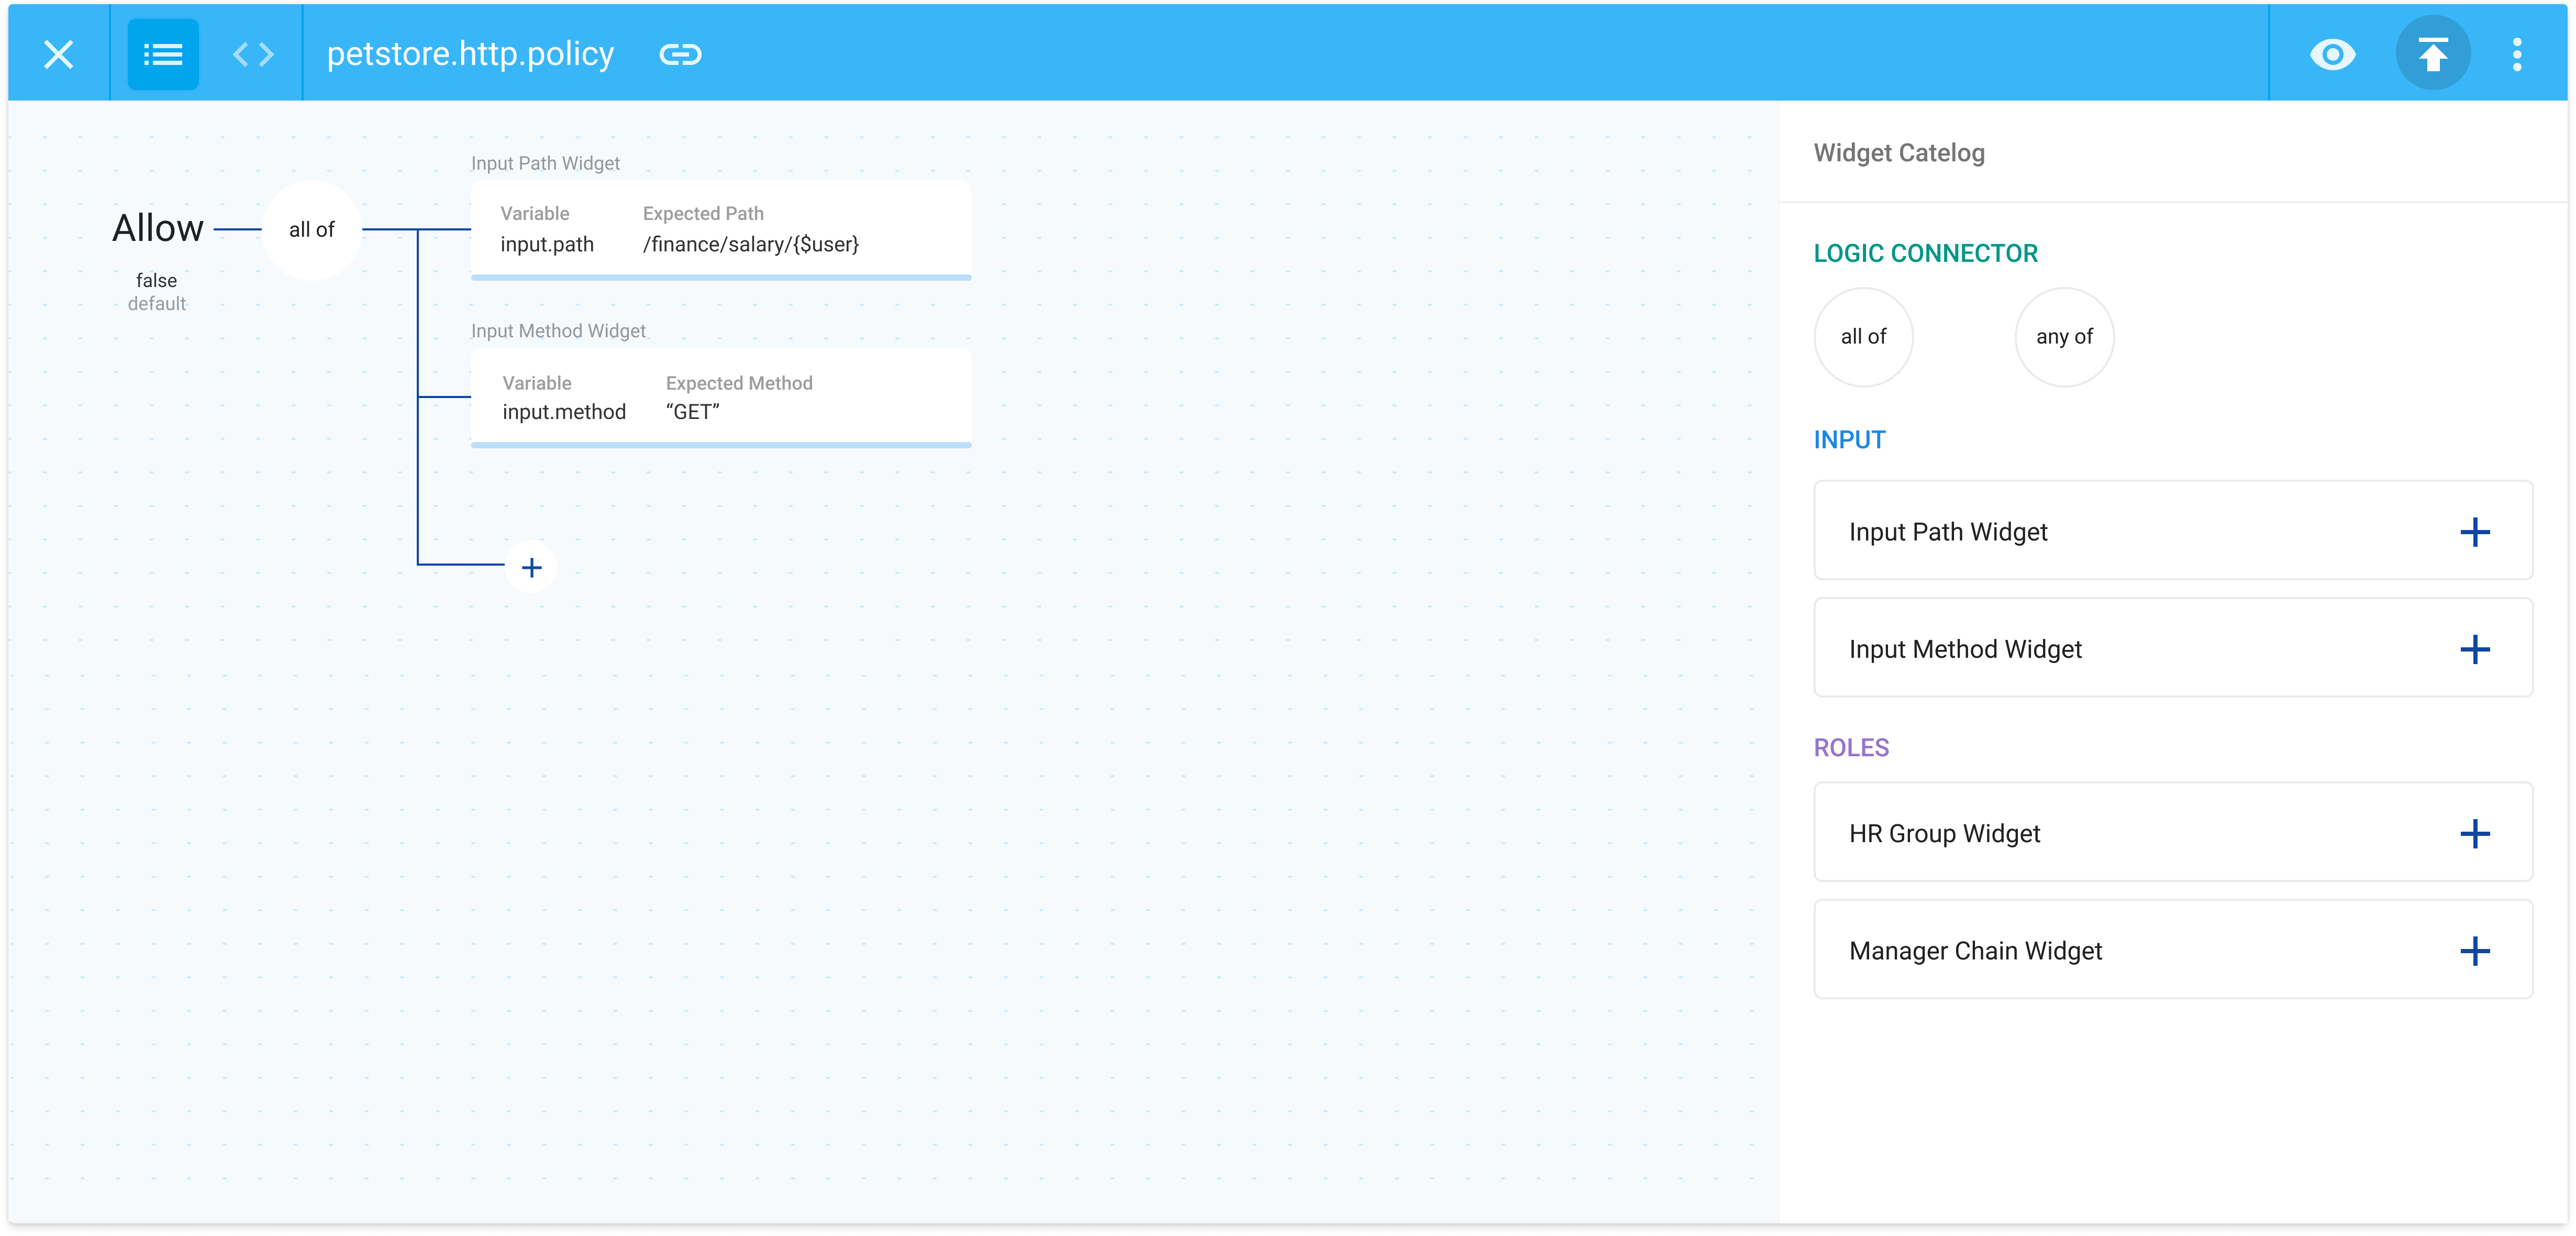 petstore.http.policy
Input Path Widget
Variable Expected Path
input.path /finance/salary/{$user}
Allow
all of
false
default
Input Method Widget
Variable Expected Method
input.method “GET”
Widget Catelog
LOGIC CONNECTOR
all of any of
INPUT
Input Path Widget
Input Method Widget
ROLES
HR Group Widget
Manager Chain Widget